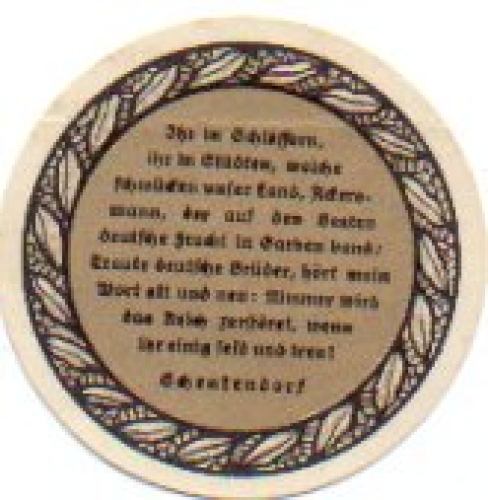 Ihr in Schlössern,
ihr in Städten, welche
schmücken unser Land, Ackers-
mann, der auf den Beeten
deutsche Frucht in Garben band:
Traute deutsche Brüder, hört mein
Wort alt und neu: Nimmer wird
das Reich zerstöret, wenn
ihr einig seid und treu!
Schenkendorf